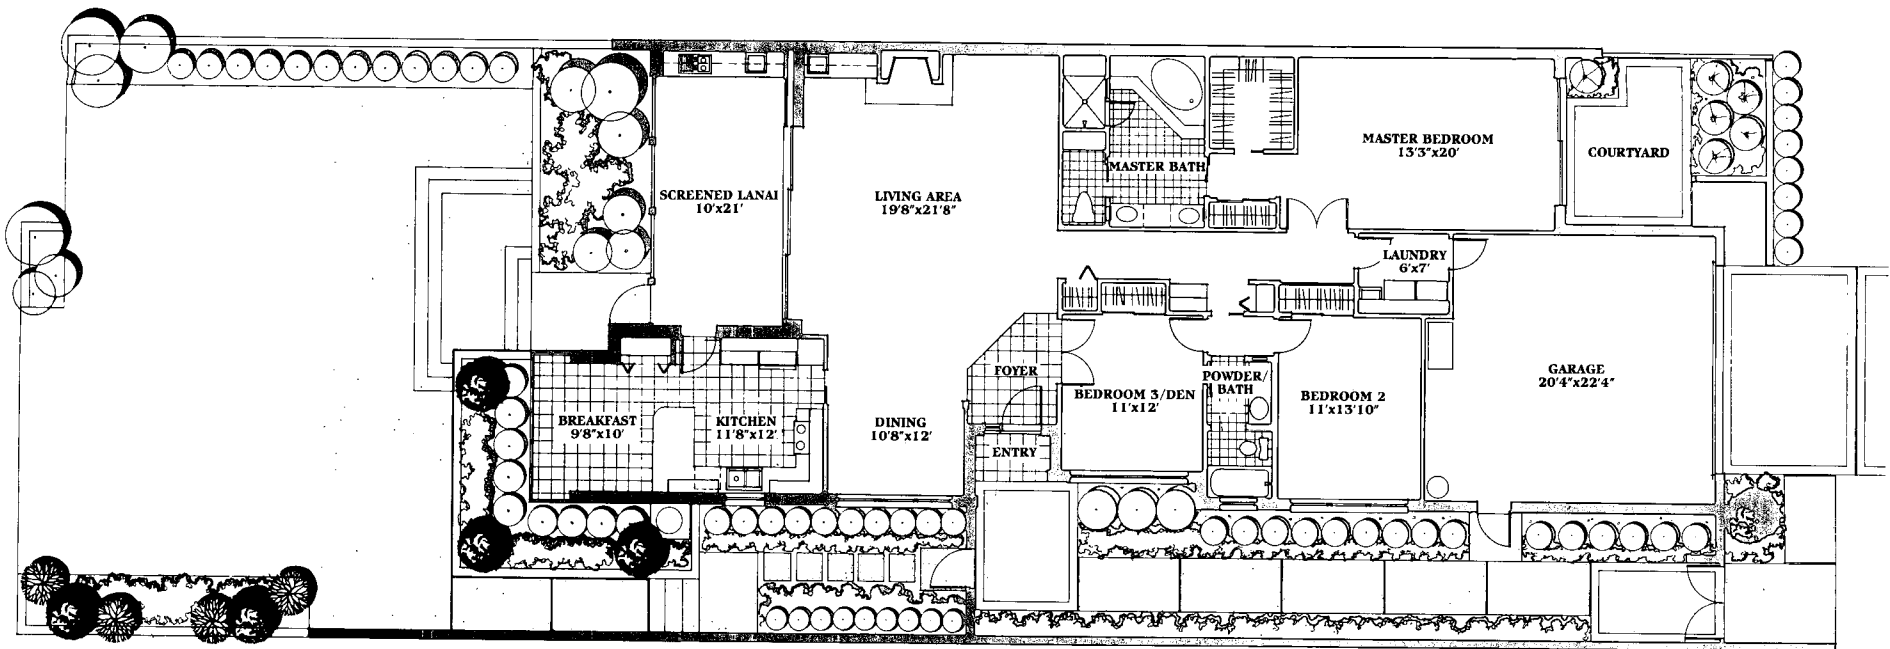 SCREENED LANAI
10'x21'
LIVING AREA
19'8"x21'8"
MASTER BATH
MASTER BEDROOM
13'3"x20'
COURTYARD
LAUNDRY
6'x7'
BREAKFAST
9'8"x10'
KITCHEN
11'8"x12'
DINING
10'8"x12'
FOYER
ENTRY
BEDROOM 3/DEN
11'x12'
POWDER/
BATH
BEDROOM 2
11'x13'10"
GARAGE
20'4"x22'4"